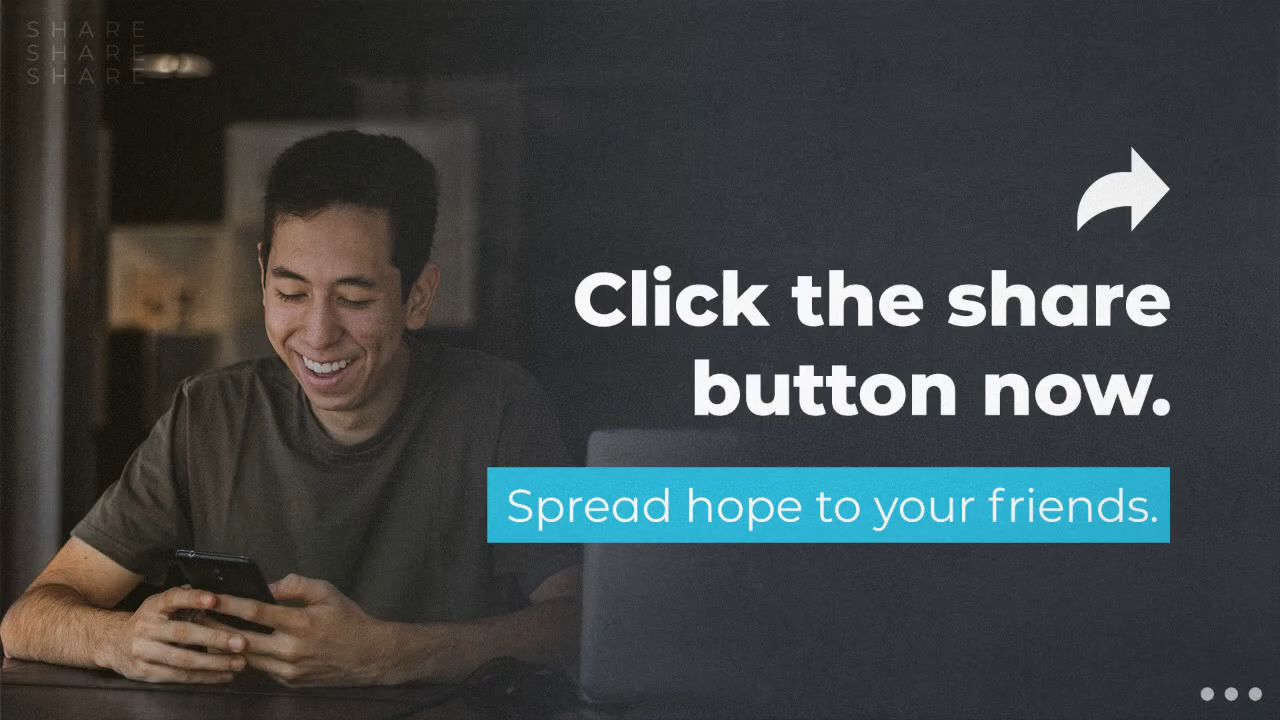 SHARE
SHARE
SHARE
Click the share
button now.
Spread hope to your friends.